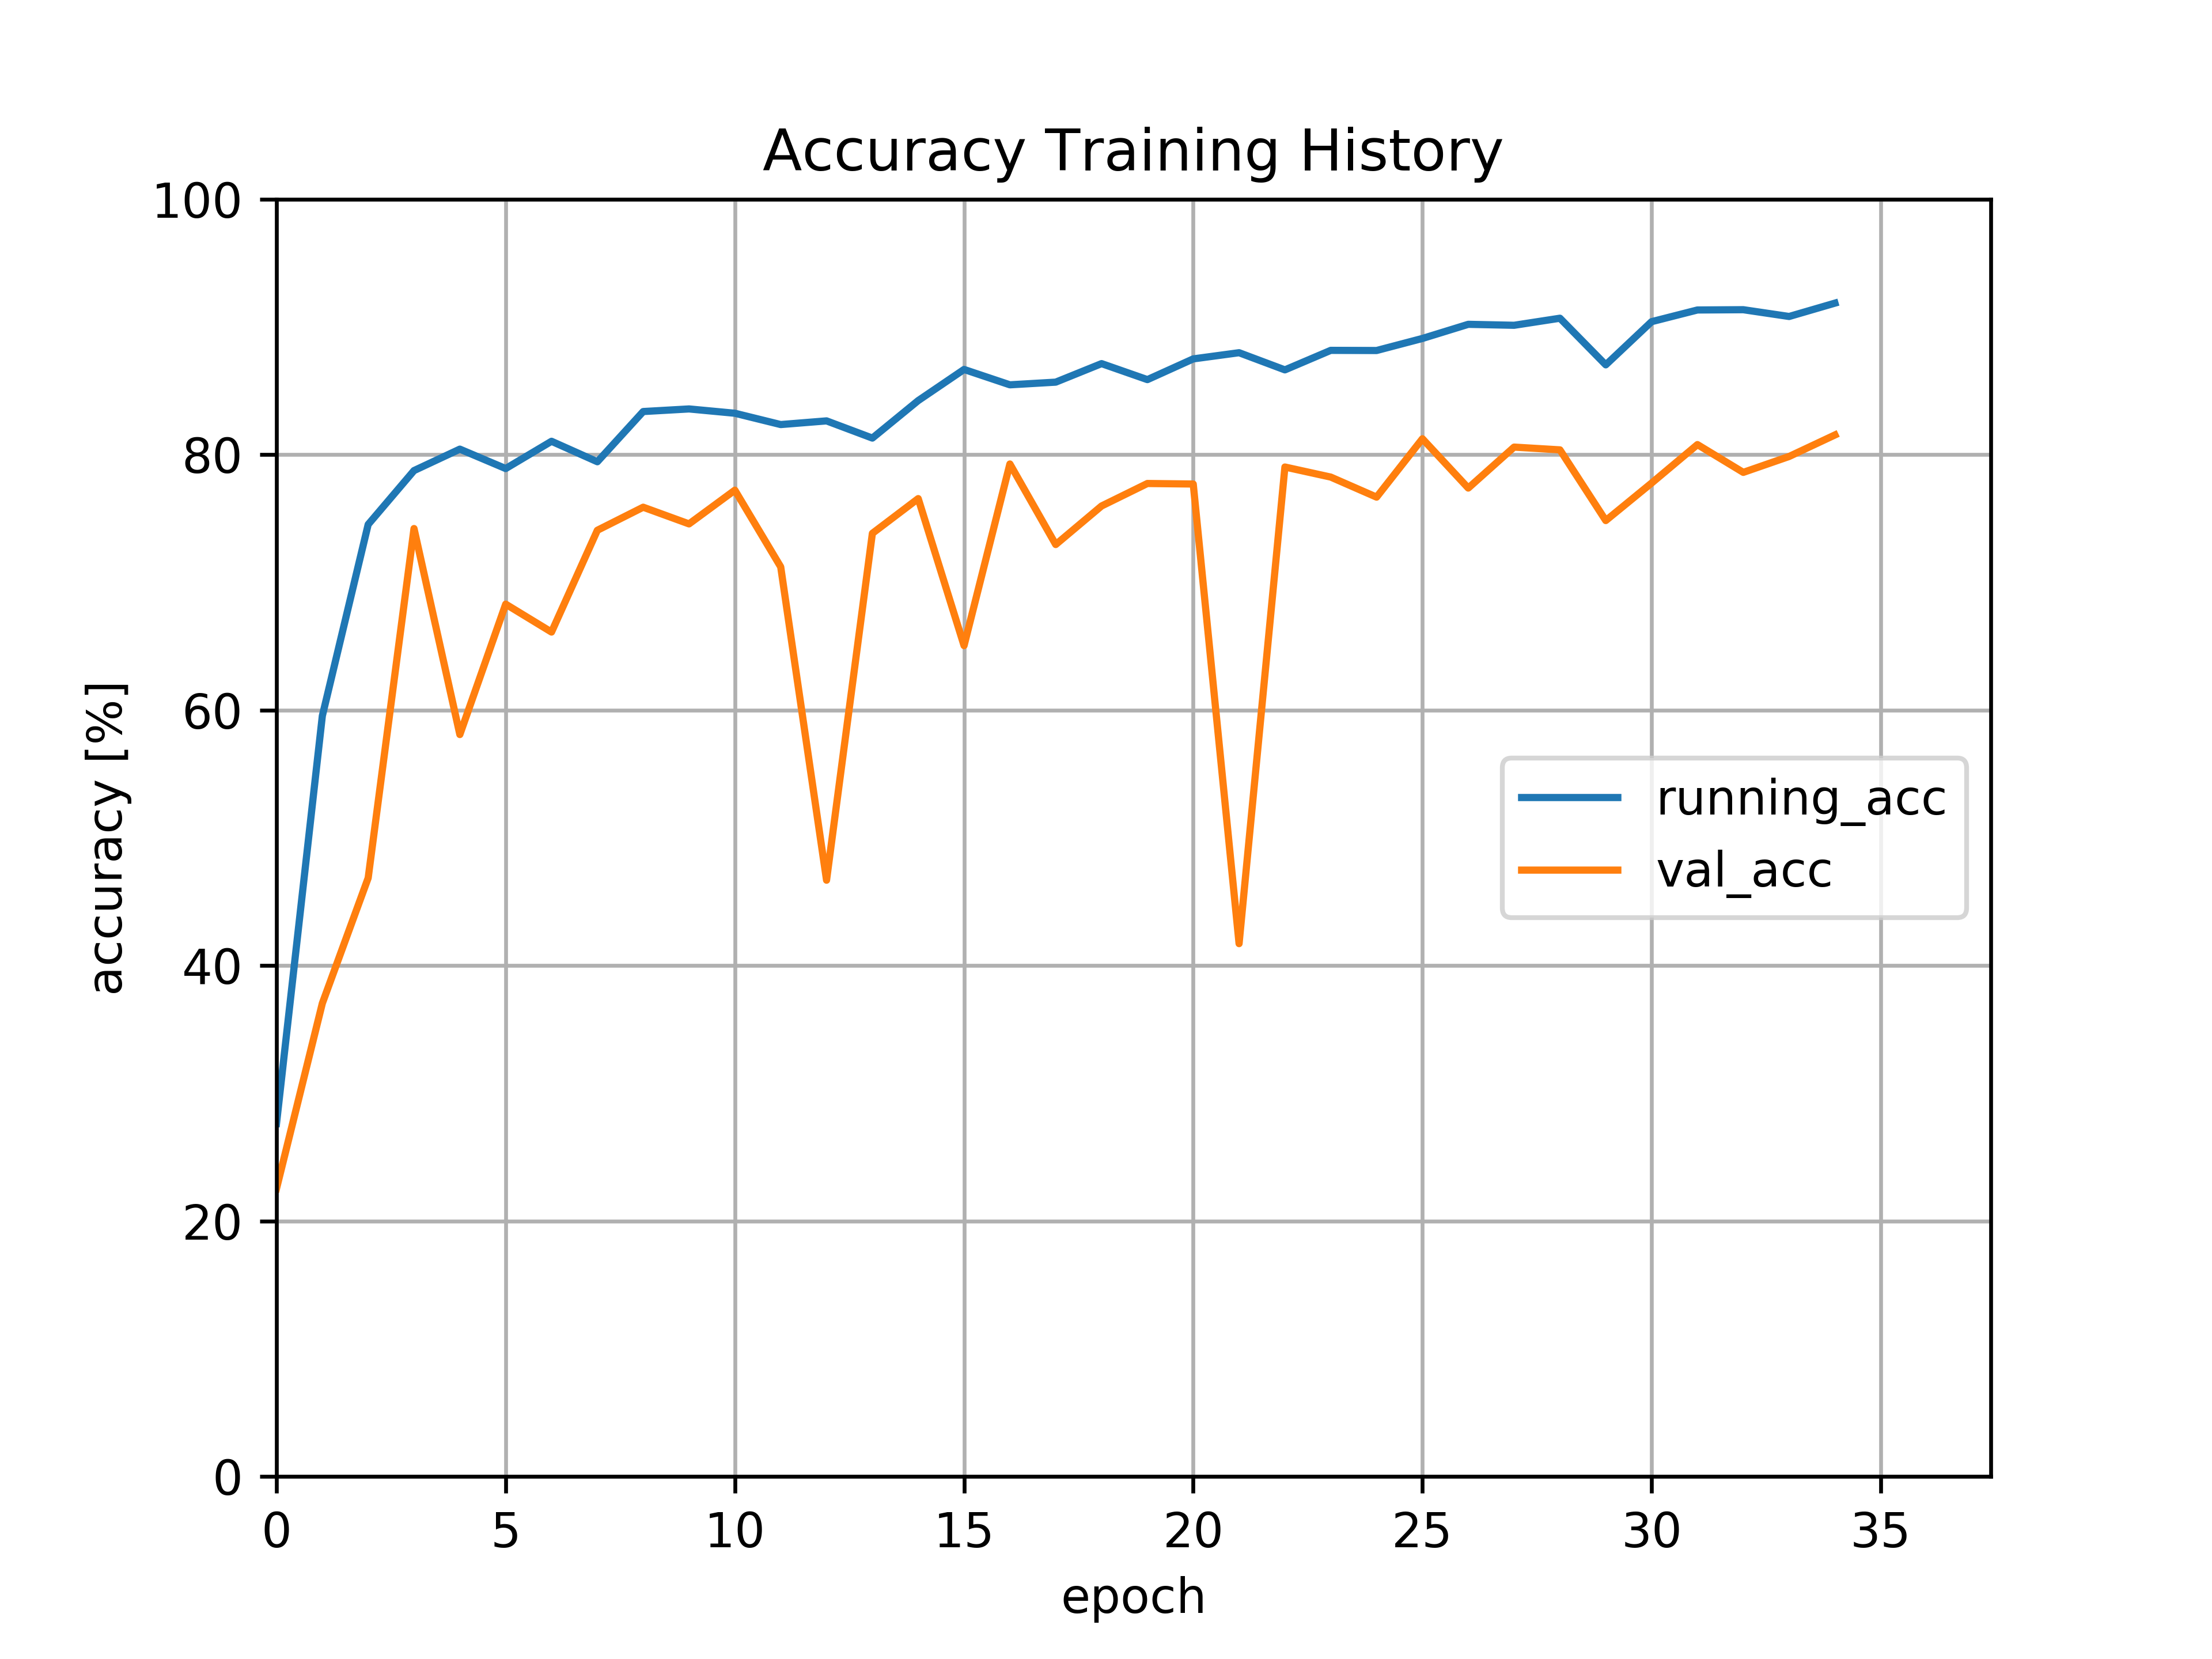 Accuracy Training History
100
80
60
40
20
0
accuracy [%]
running_acc
val_acc
0 5 10 15 20 25 30 35
epoch